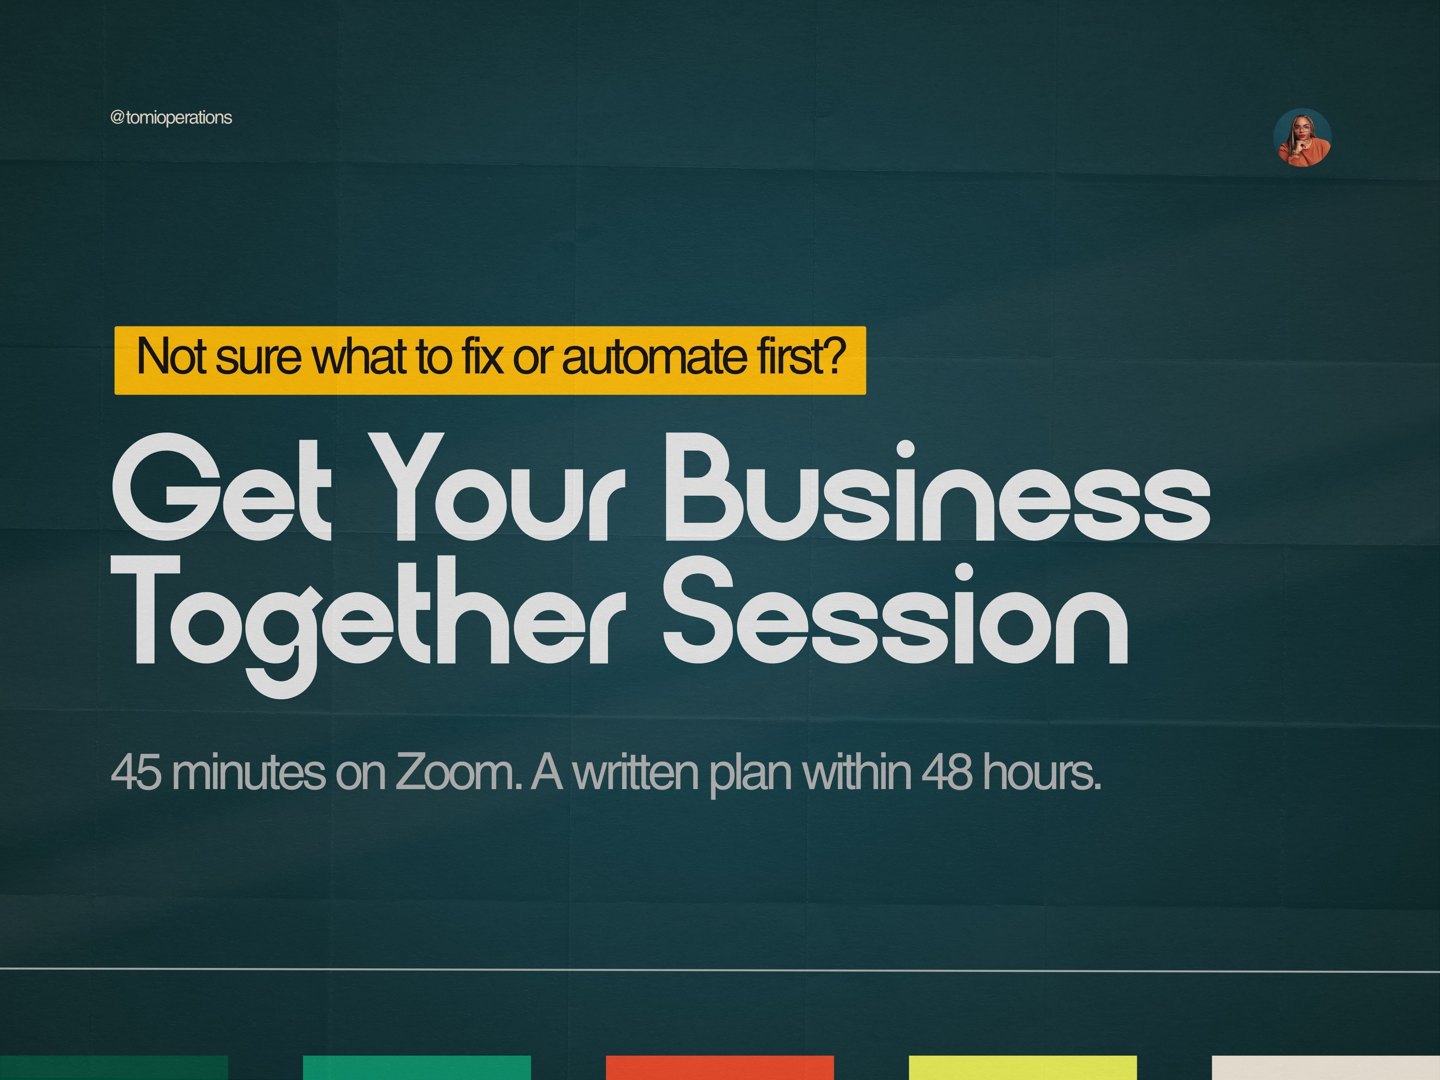 @tomioperations
Not sure what to fix or automate first?
Get Your Business
Together Session
45 minutes on Zoom. A written plan within 48 hours.